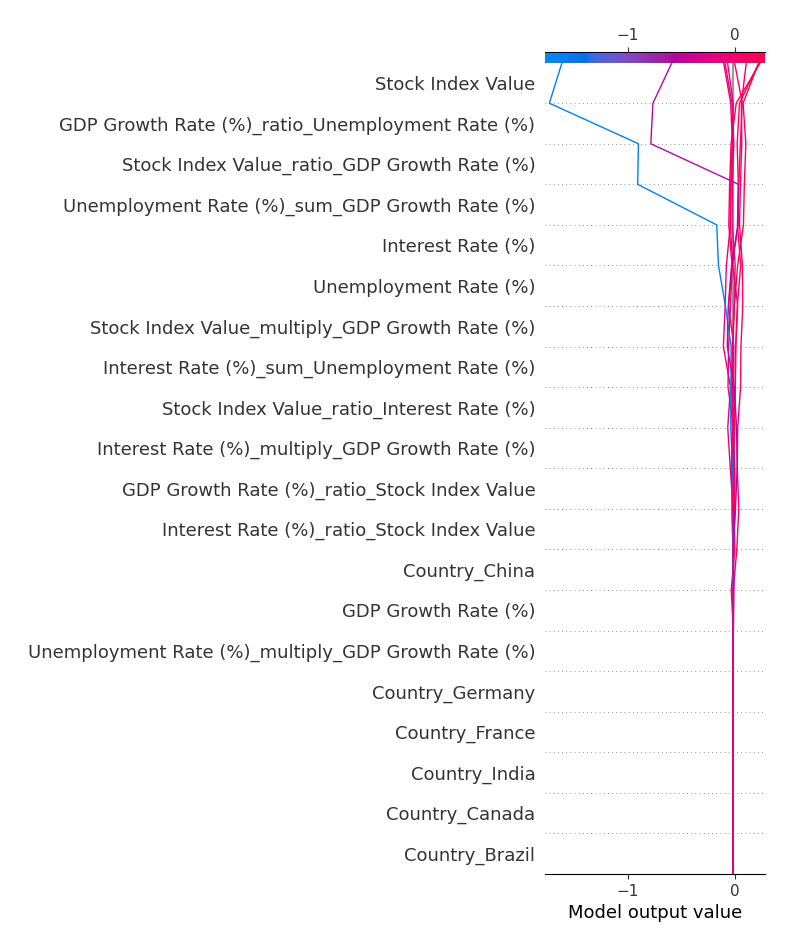 −1 0
Stock Index Value
GDP Growth Rate (%)_ratio_Unemployment Rate (%)
Stock Index Value_ratio_GDP Growth Rate (%)
Unemployment Rate (%)_sum_GDP Growth Rate (%)
Interest Rate (%)
Unemployment Rate (%)
Stock Index Value_multiply_GDP Growth Rate (%)
Interest Rate (%)_sum_Unemployment Rate (%)
Stock Index Value_ratio_Interest Rate (%)
Interest Rate (%)_multiply_GDP Growth Rate (%)
GDP Growth Rate (%)_ratio_Stock Index Value
Interest Rate (%)_ratio_Stock Index Value
Country_China
GDP Growth Rate (%)
Unemployment Rate (%)_multiply_GDP Growth Rate (%)
Country_Germany
Country_France
Country_India
Country_Canada
Country_Brazil
−1 0
Model output value